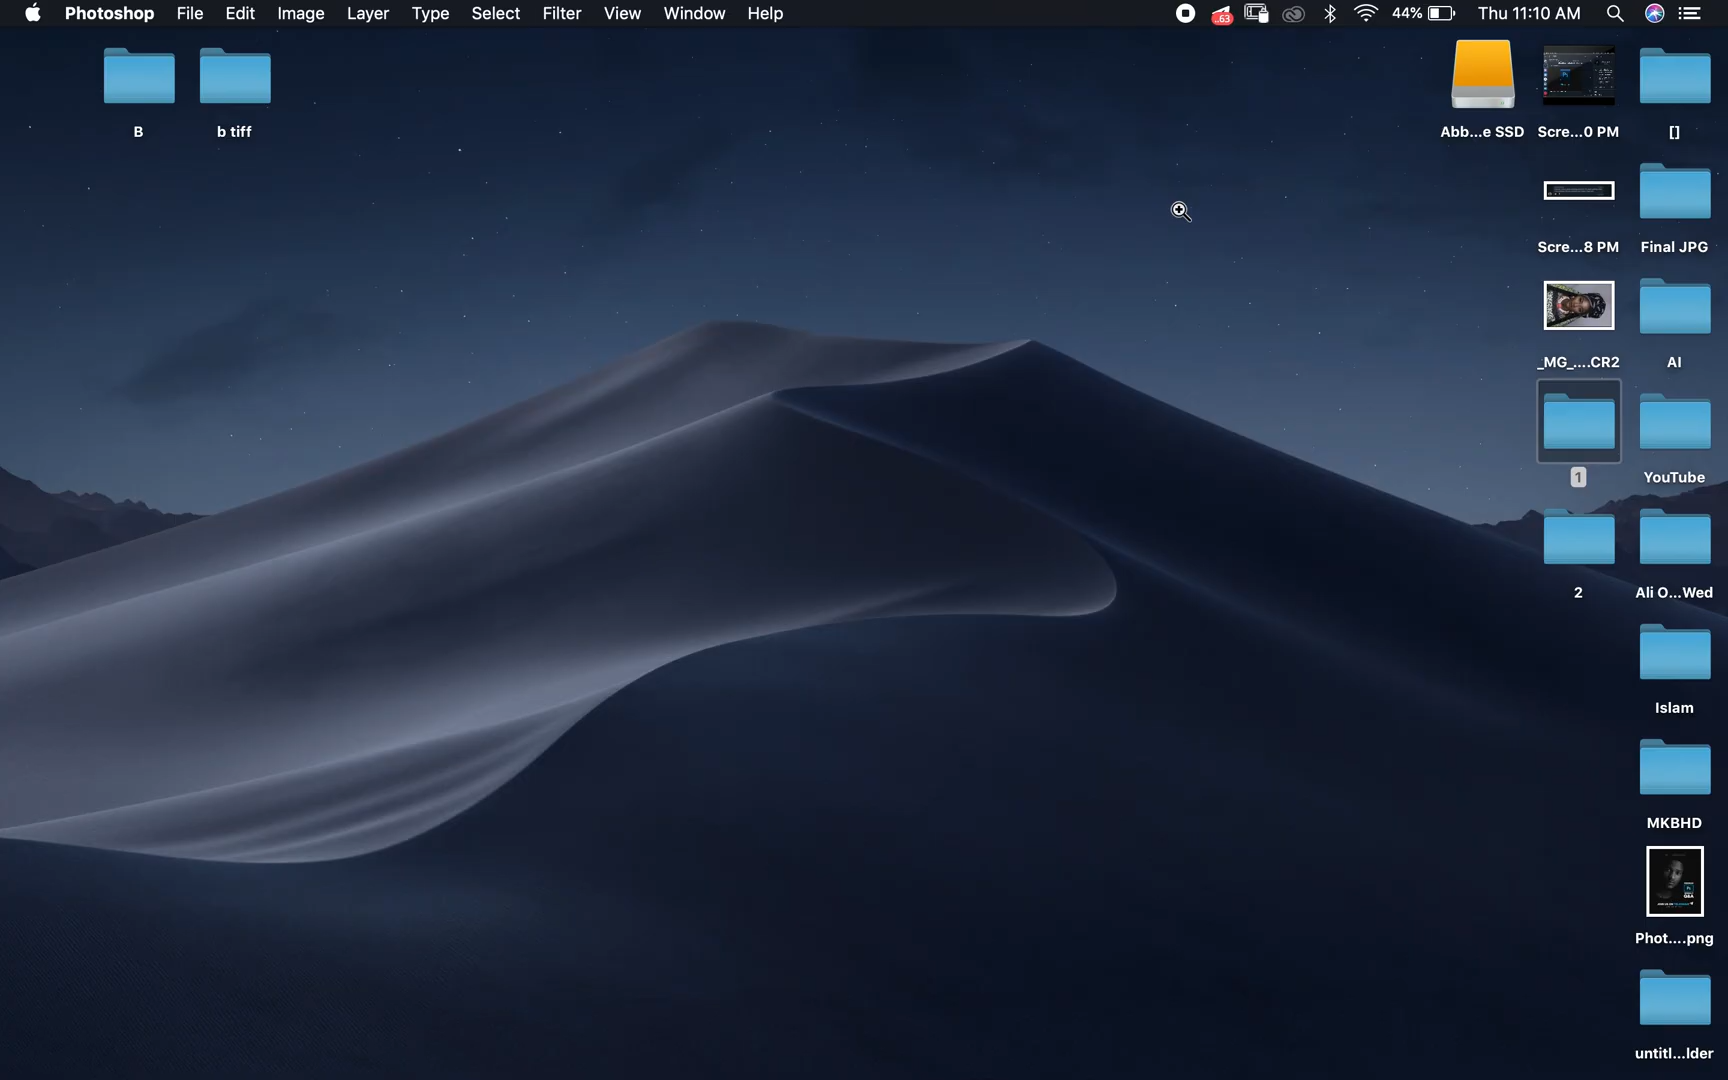 Photoshop File Edit Image Layer Type Select Filter View Window Help 63 44% Thu 11:10 AM
B b tiff Abb...e SSD Scre...0 PM []
Scre...8 PM Final JPG
_MG_....CR2 AI
1 YouTube
2 Ali O...Wed
Islam
MKBHD
Phot....png
untitl...lder